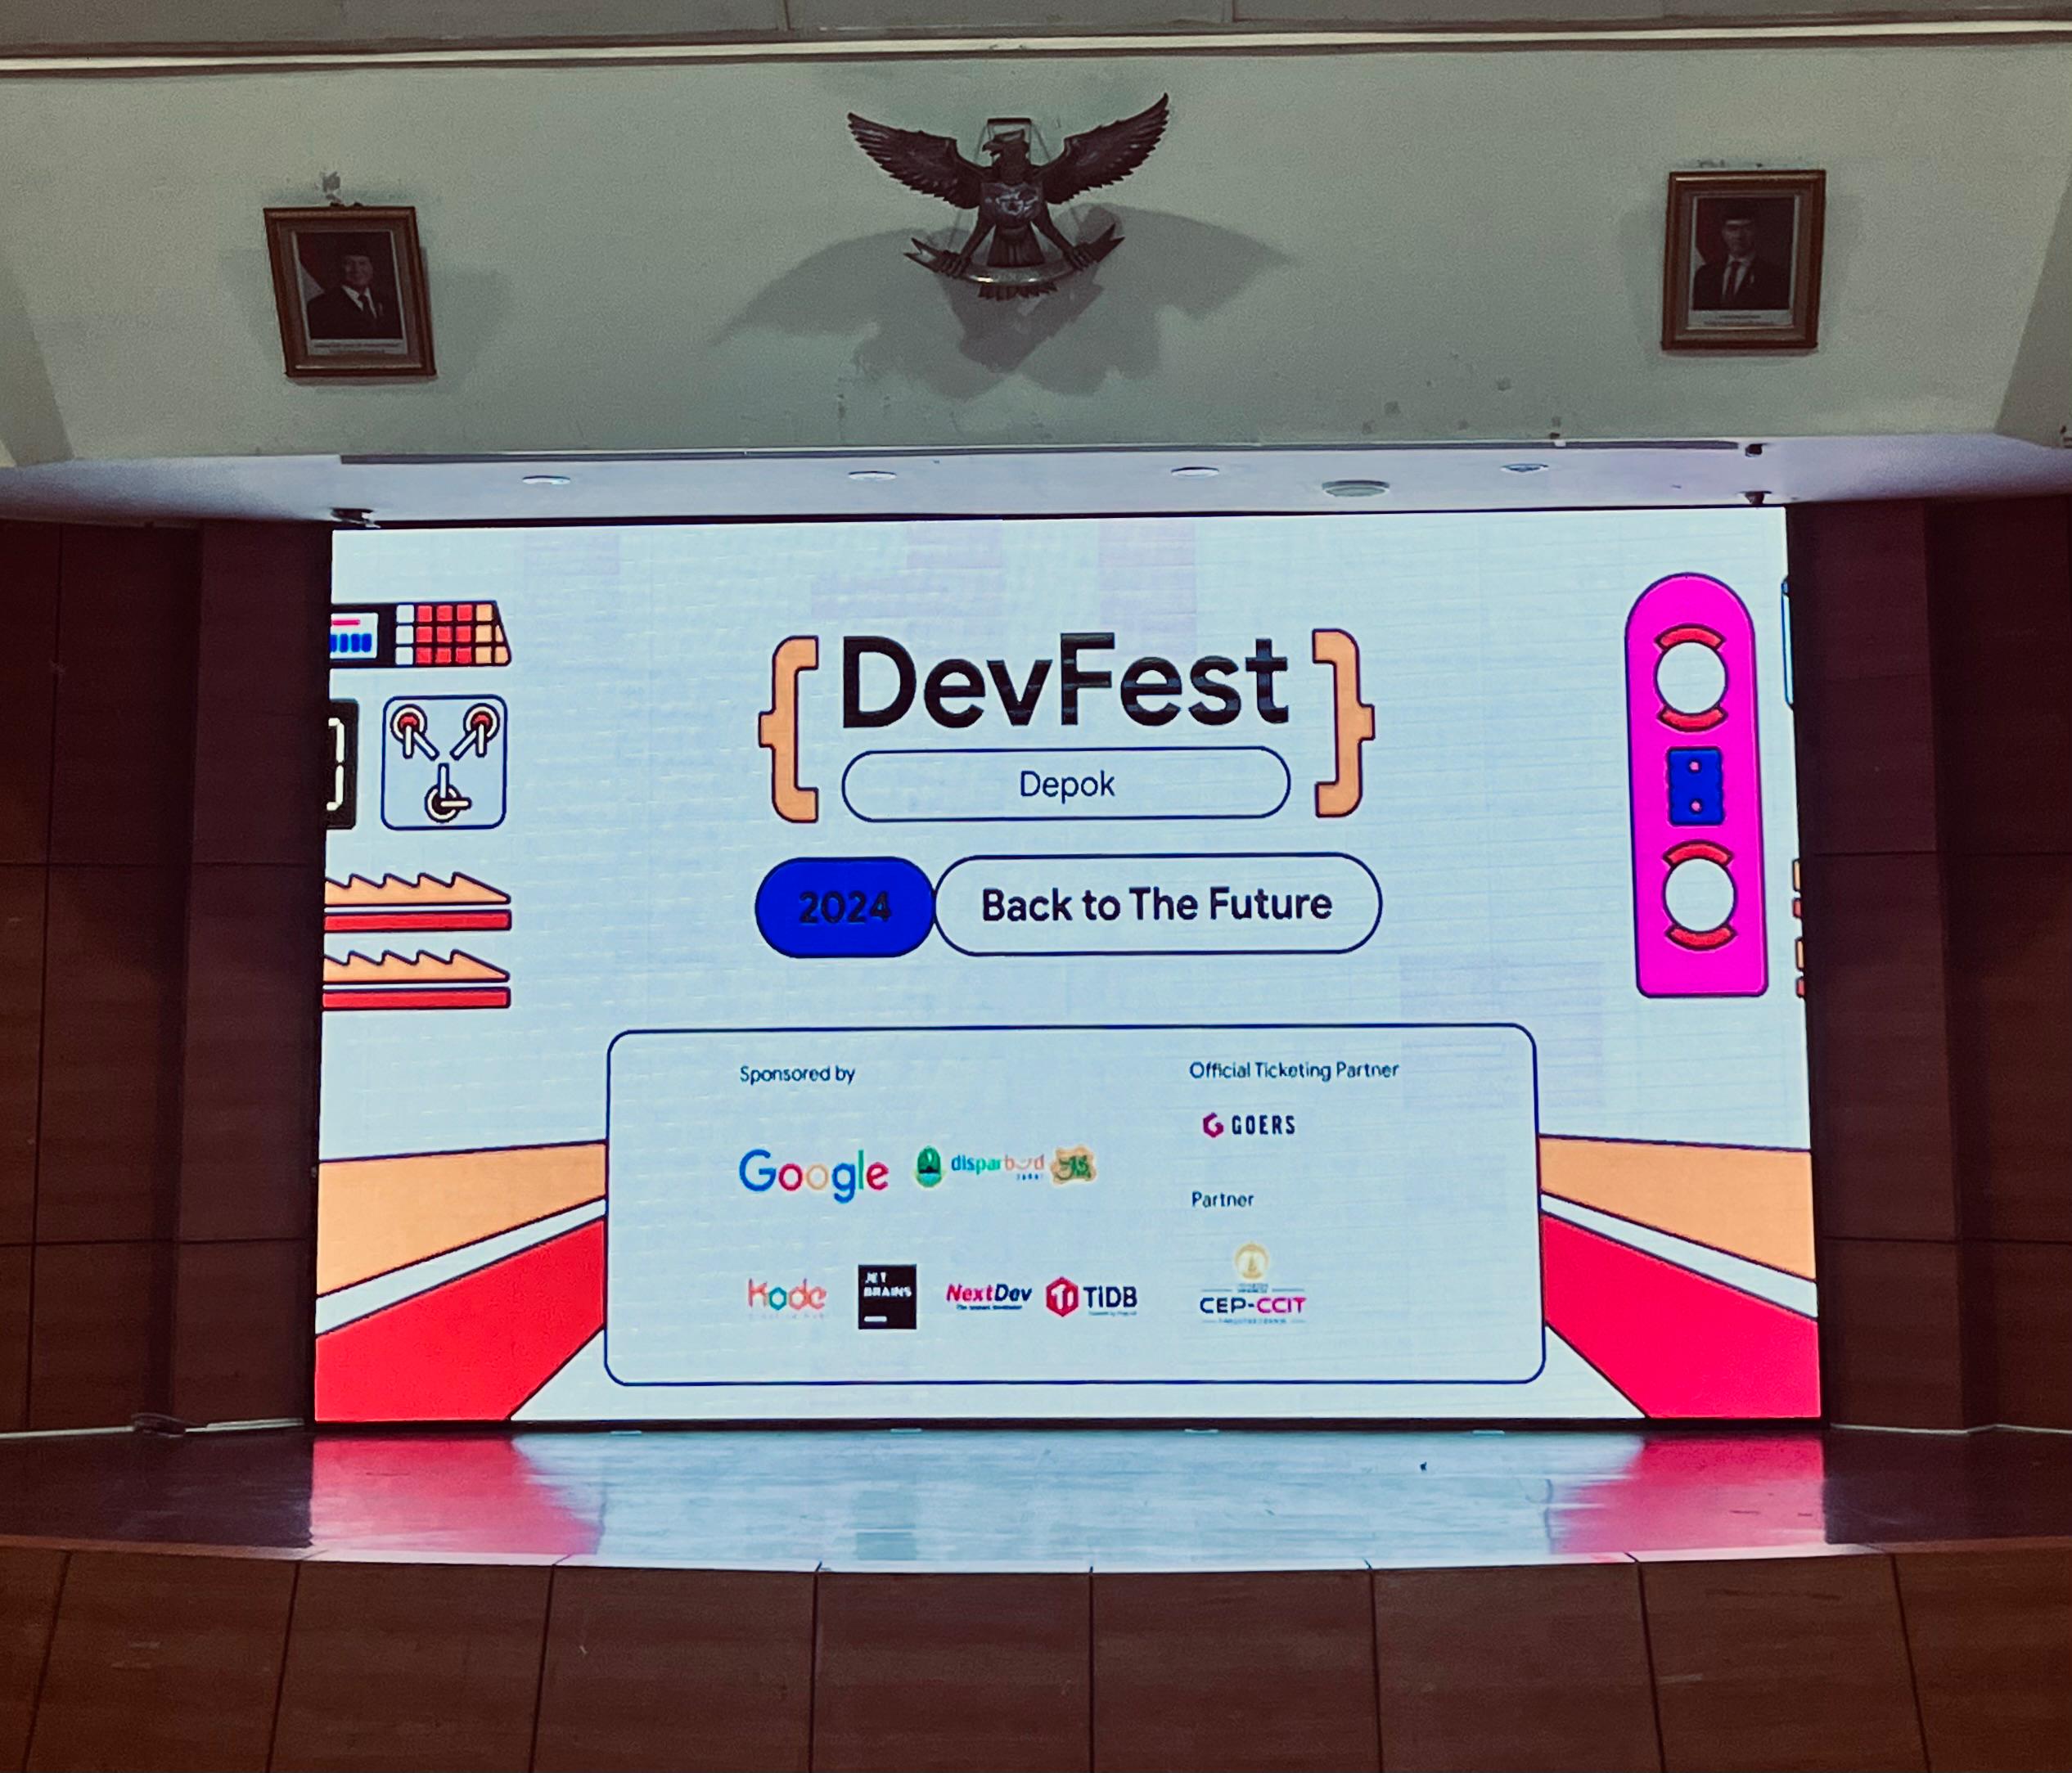 DevFest
Depok
2024
Back to The Future
Sponsored by
Google
disparbud
Kode
JET
BRAINS
NextDev
TiDB
Official Ticketing Partner
GOERS
Partner
CEP-CCIT